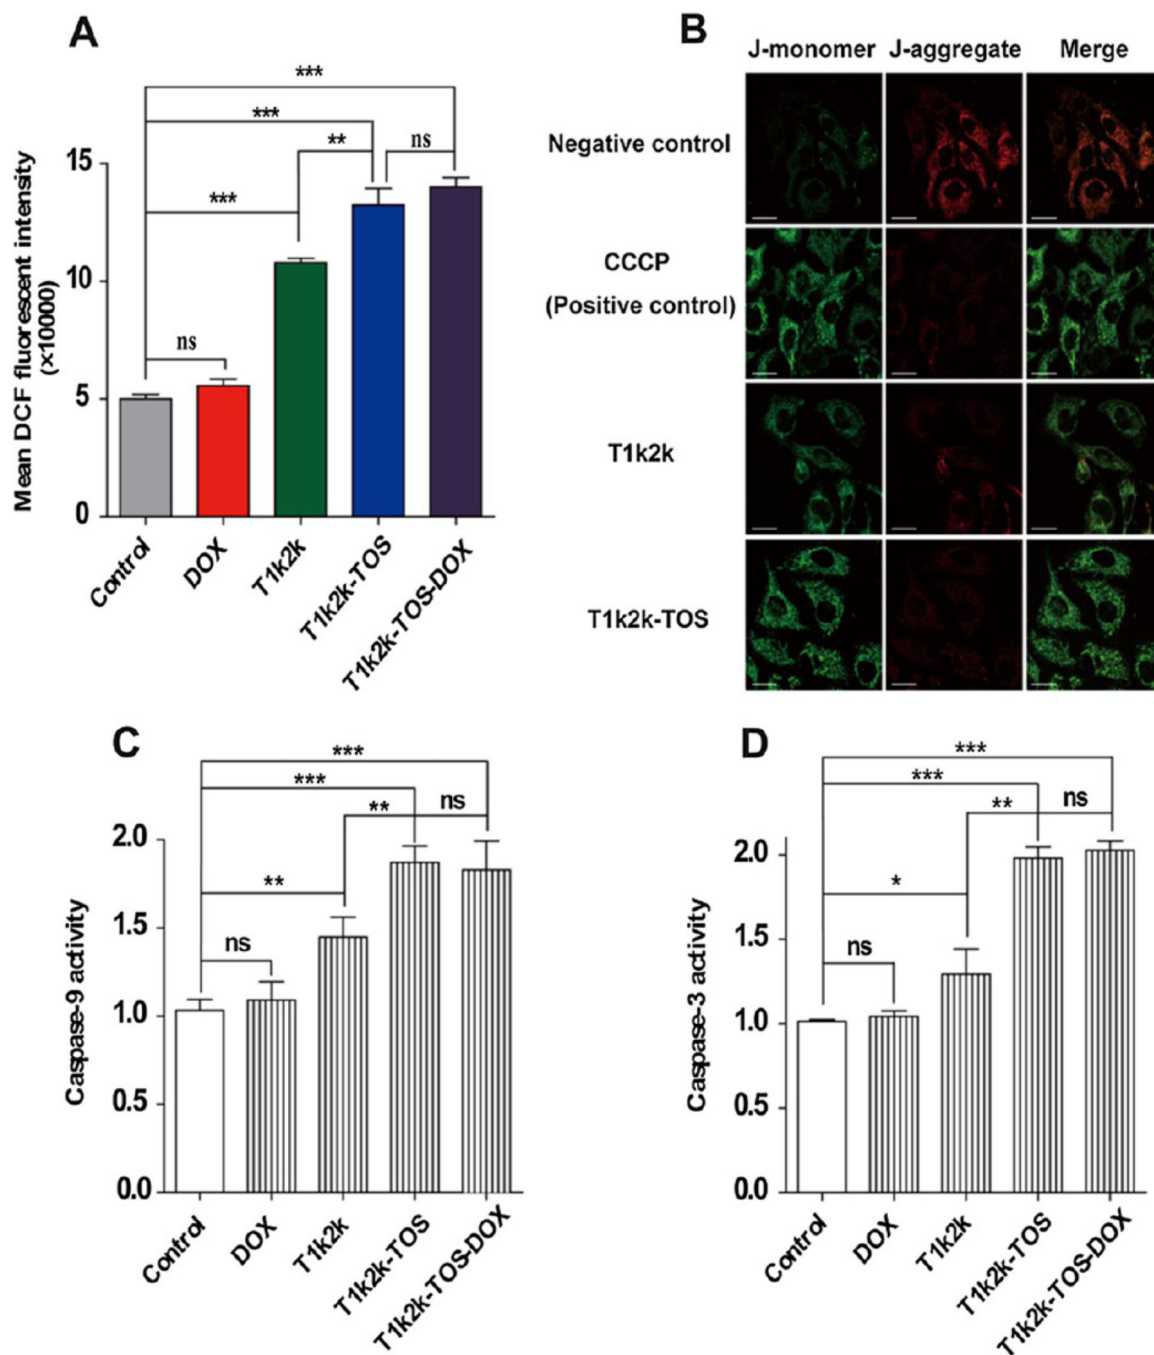 A
***
***
**
ns
***
ns
15
10
5
0
Mean DCF fluorescent intensity
(×10000)
Control
DOX
T1k2k
T1k2k-TOS
T1k2k-TOS-DOX
B
J-monomer J-aggregate Merge
Negative control
CCCP
(Positive control)
T1k2k
T1k2k-TOS
C
***
***
** ns
**
ns
2.0
1.5
1.0
0.5
0.0
Caspase-9 activity
Control
DOX
T1k2k
T1k2k-TOS
T1k2k-TOS-DOX
D
***
***
** ns
*
ns
2.0
1.5
1.0
0.5
0.0
Caspase-3 activity
Control
DOX
T1k2k
T1k2k-TOS
T1k2k-TOS-DOX